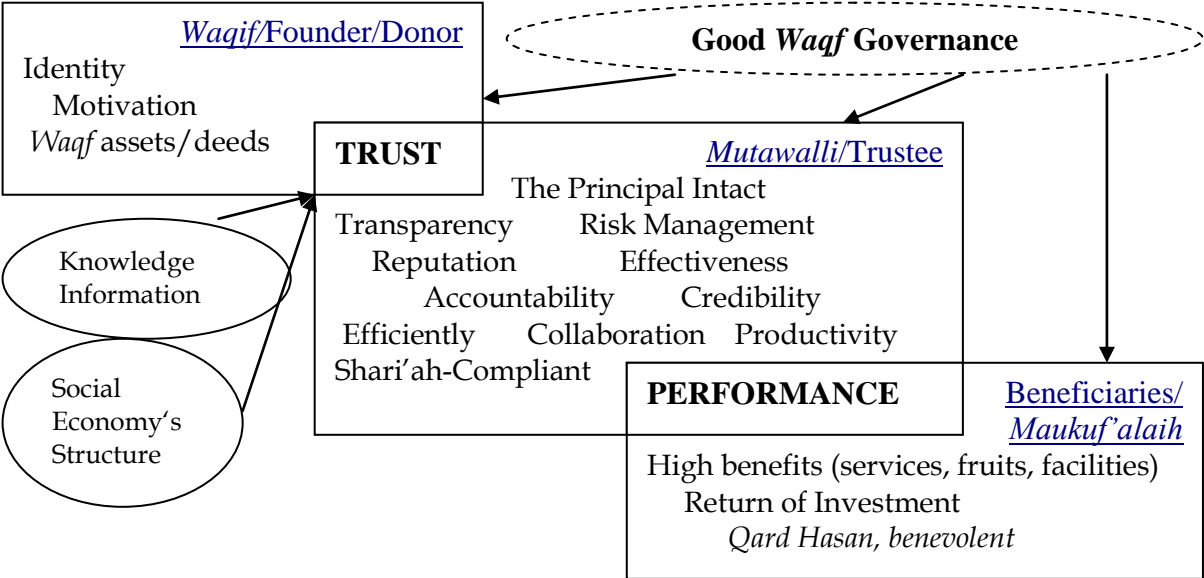 Waqif/Founder/Donor
Identity
Motivation
Waqf assets/deeds
Good Waqf Governance
TRUST
Mutawalli/Trustee
The Principal Intact
Transparency Risk Management
Reputation Effectiveness
Accountability Credibility
Efficiently Collaboration Productivity
Shari’ah-Compliant
Knowledge
Information
Social
Economy‘s
Structure
PERFORMANCE
Beneficiaries/
Maukuf’alaih
High benefits (services, fruits, facilities)
Return of Investment
Qard Hasan, benevolent